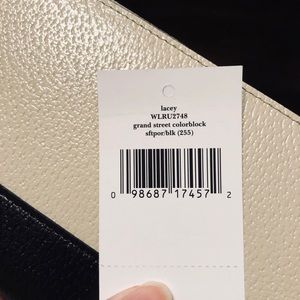 lacey
WLRU2748
grand street colorblock
sftpor/blk (255)
0 98687 17457 2